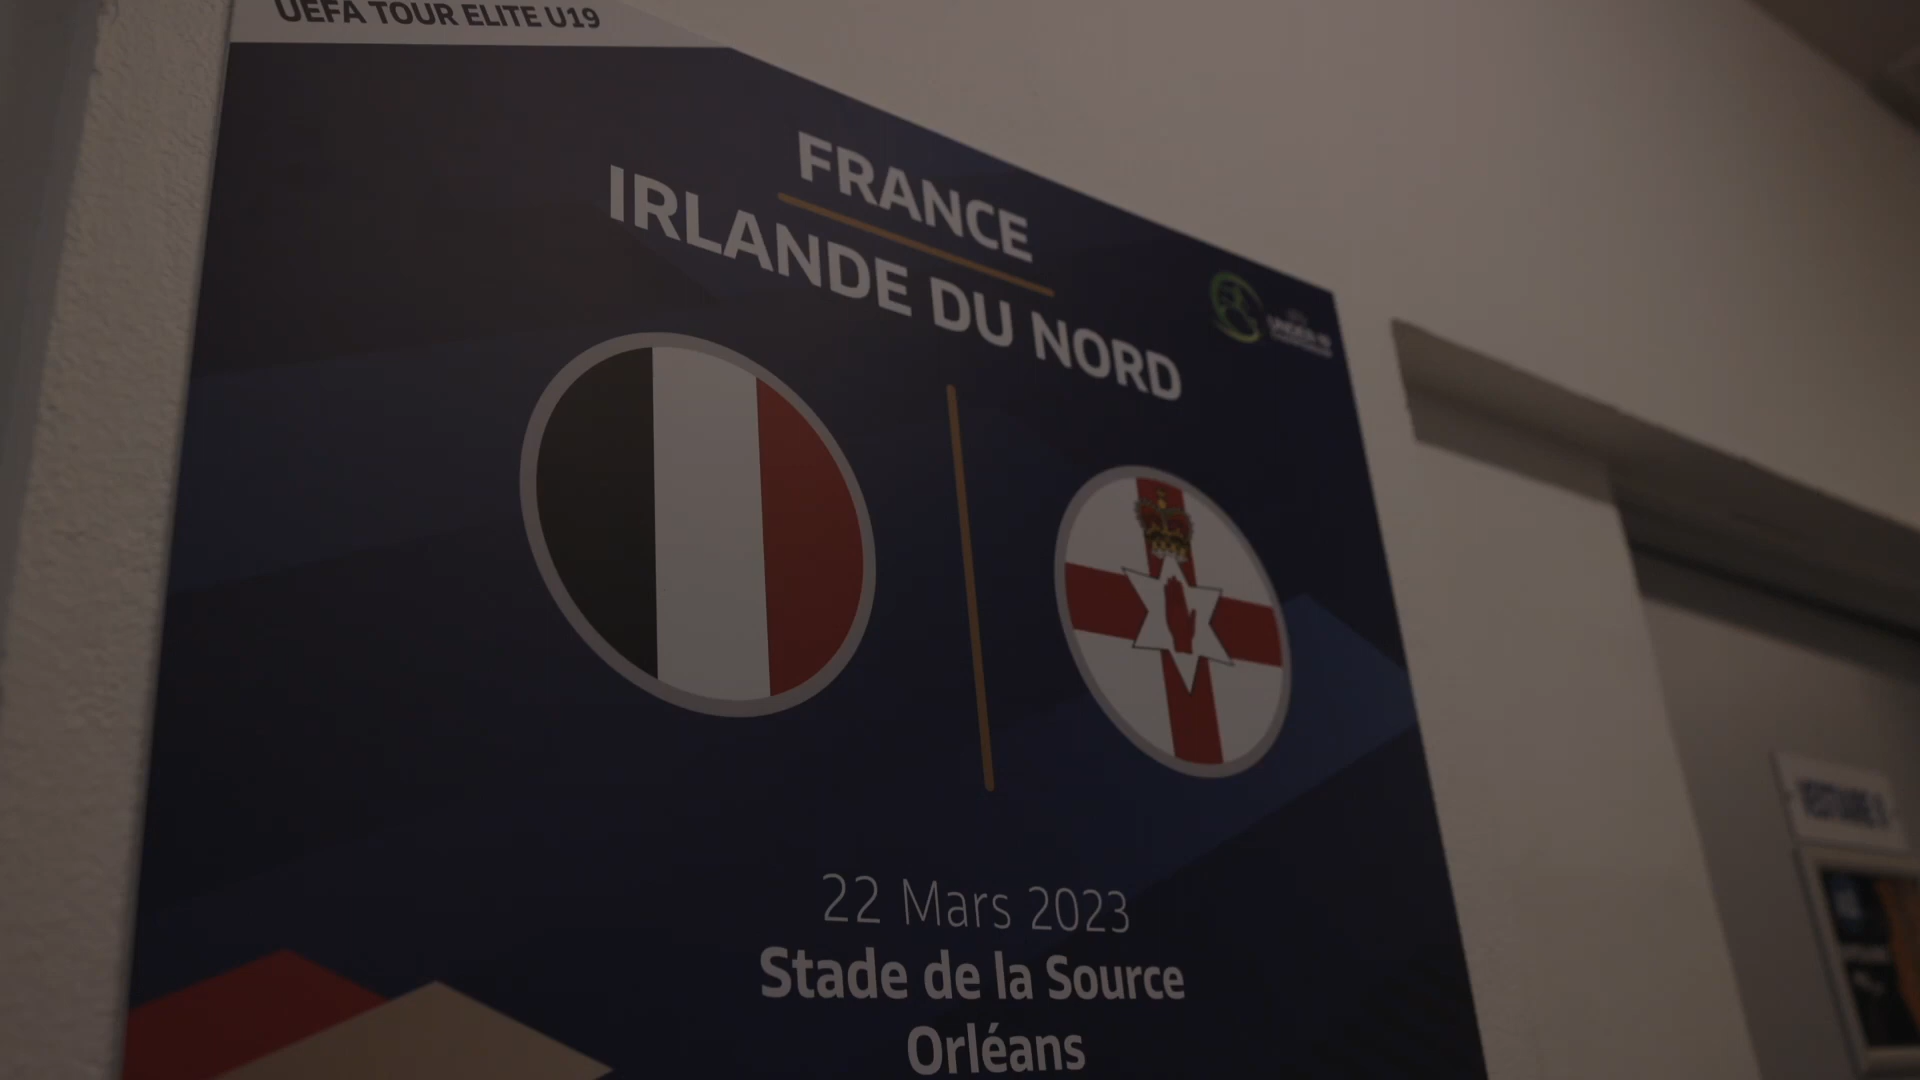 UEFA TOUR ELITE U19
FRANCE
IRLANDE DU NORD
22 Mars 2023
Stade de la Source
Orléans